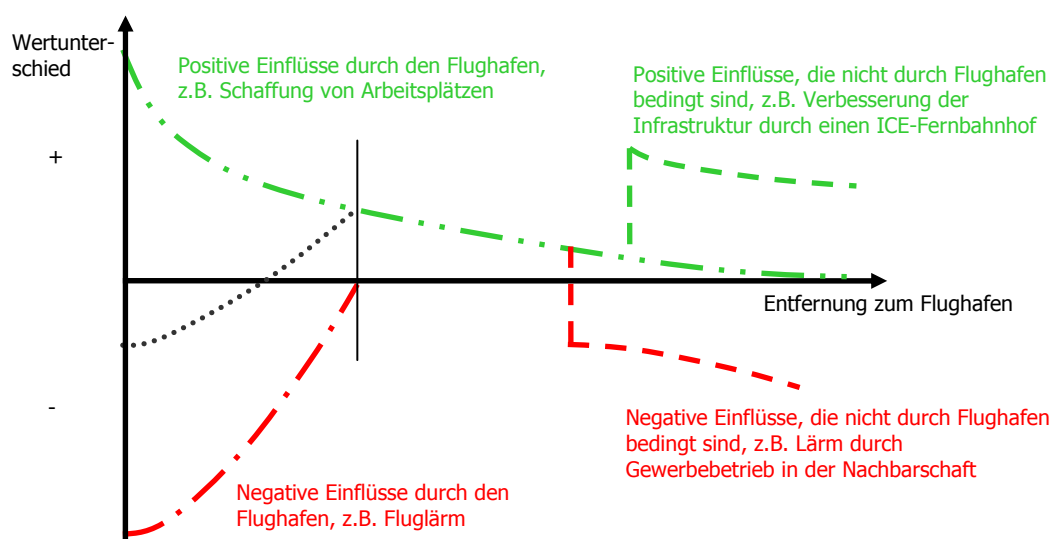 Wertunter-
schied
Positive Einflüsse durch den Flughafen,
z.B. Schaffung von Arbeitsplätzen
Positive Einflüsse, die nicht durch Flughafen
bedingt sind, z.B. Verbesserung der
Infrastruktur durch einen ICE-Fernbahnhof
+
Entfernung zum Flughafen
-
Negative Einflüsse, die nicht durch Flughafen
bedingt sind, z.B. Lärm durch
Gewerbebetrieb in der Nachbarschaft
Negative Einflüsse durch den
Flughafen, z.B. Fluglärm